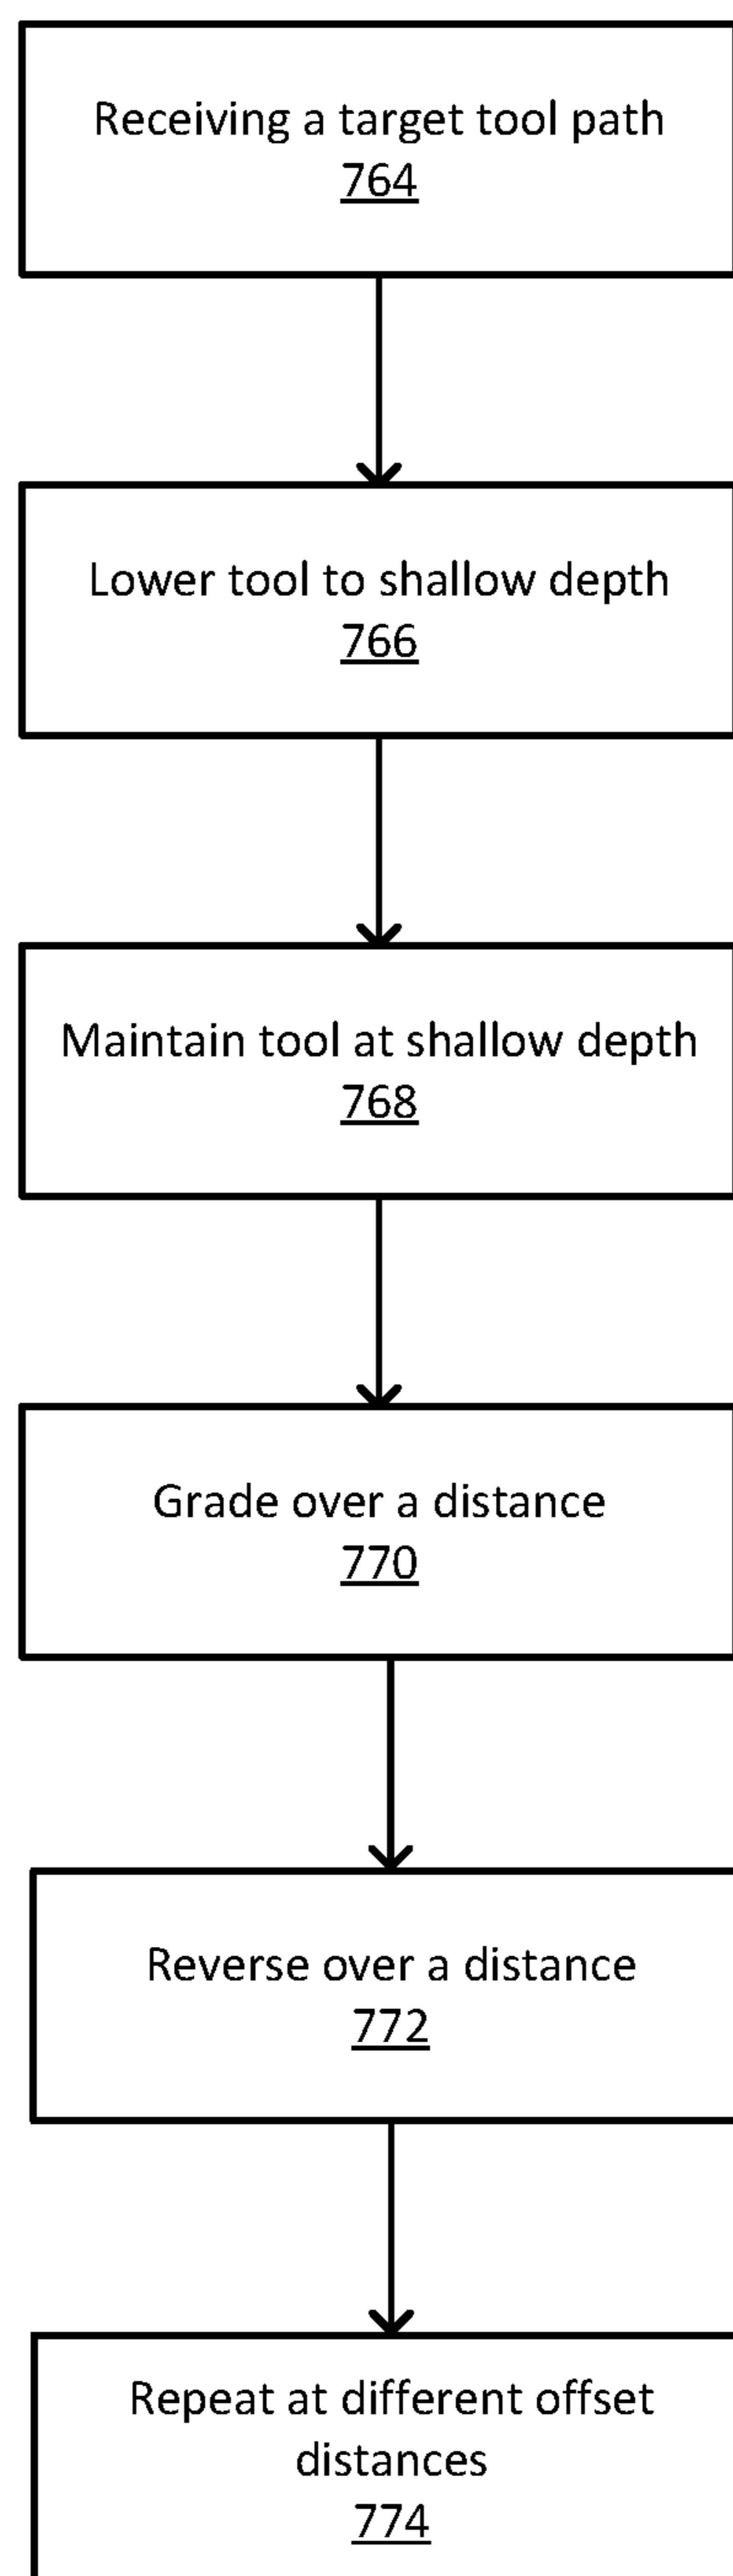 Receiving a target tool path
764
Lower tool to shallow depth
766
Maintain tool at shallow depth
768
Grade over a distance
770
Reverse over a distance
772
Repeat at different offset
distances
774